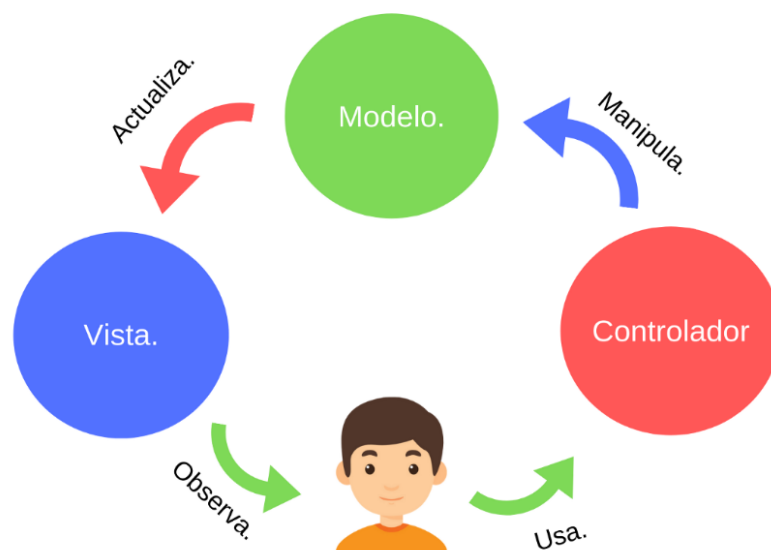 Modelo.
Actualiza.
Manipula.
Vista.
Controlador
Observa.
Usa.